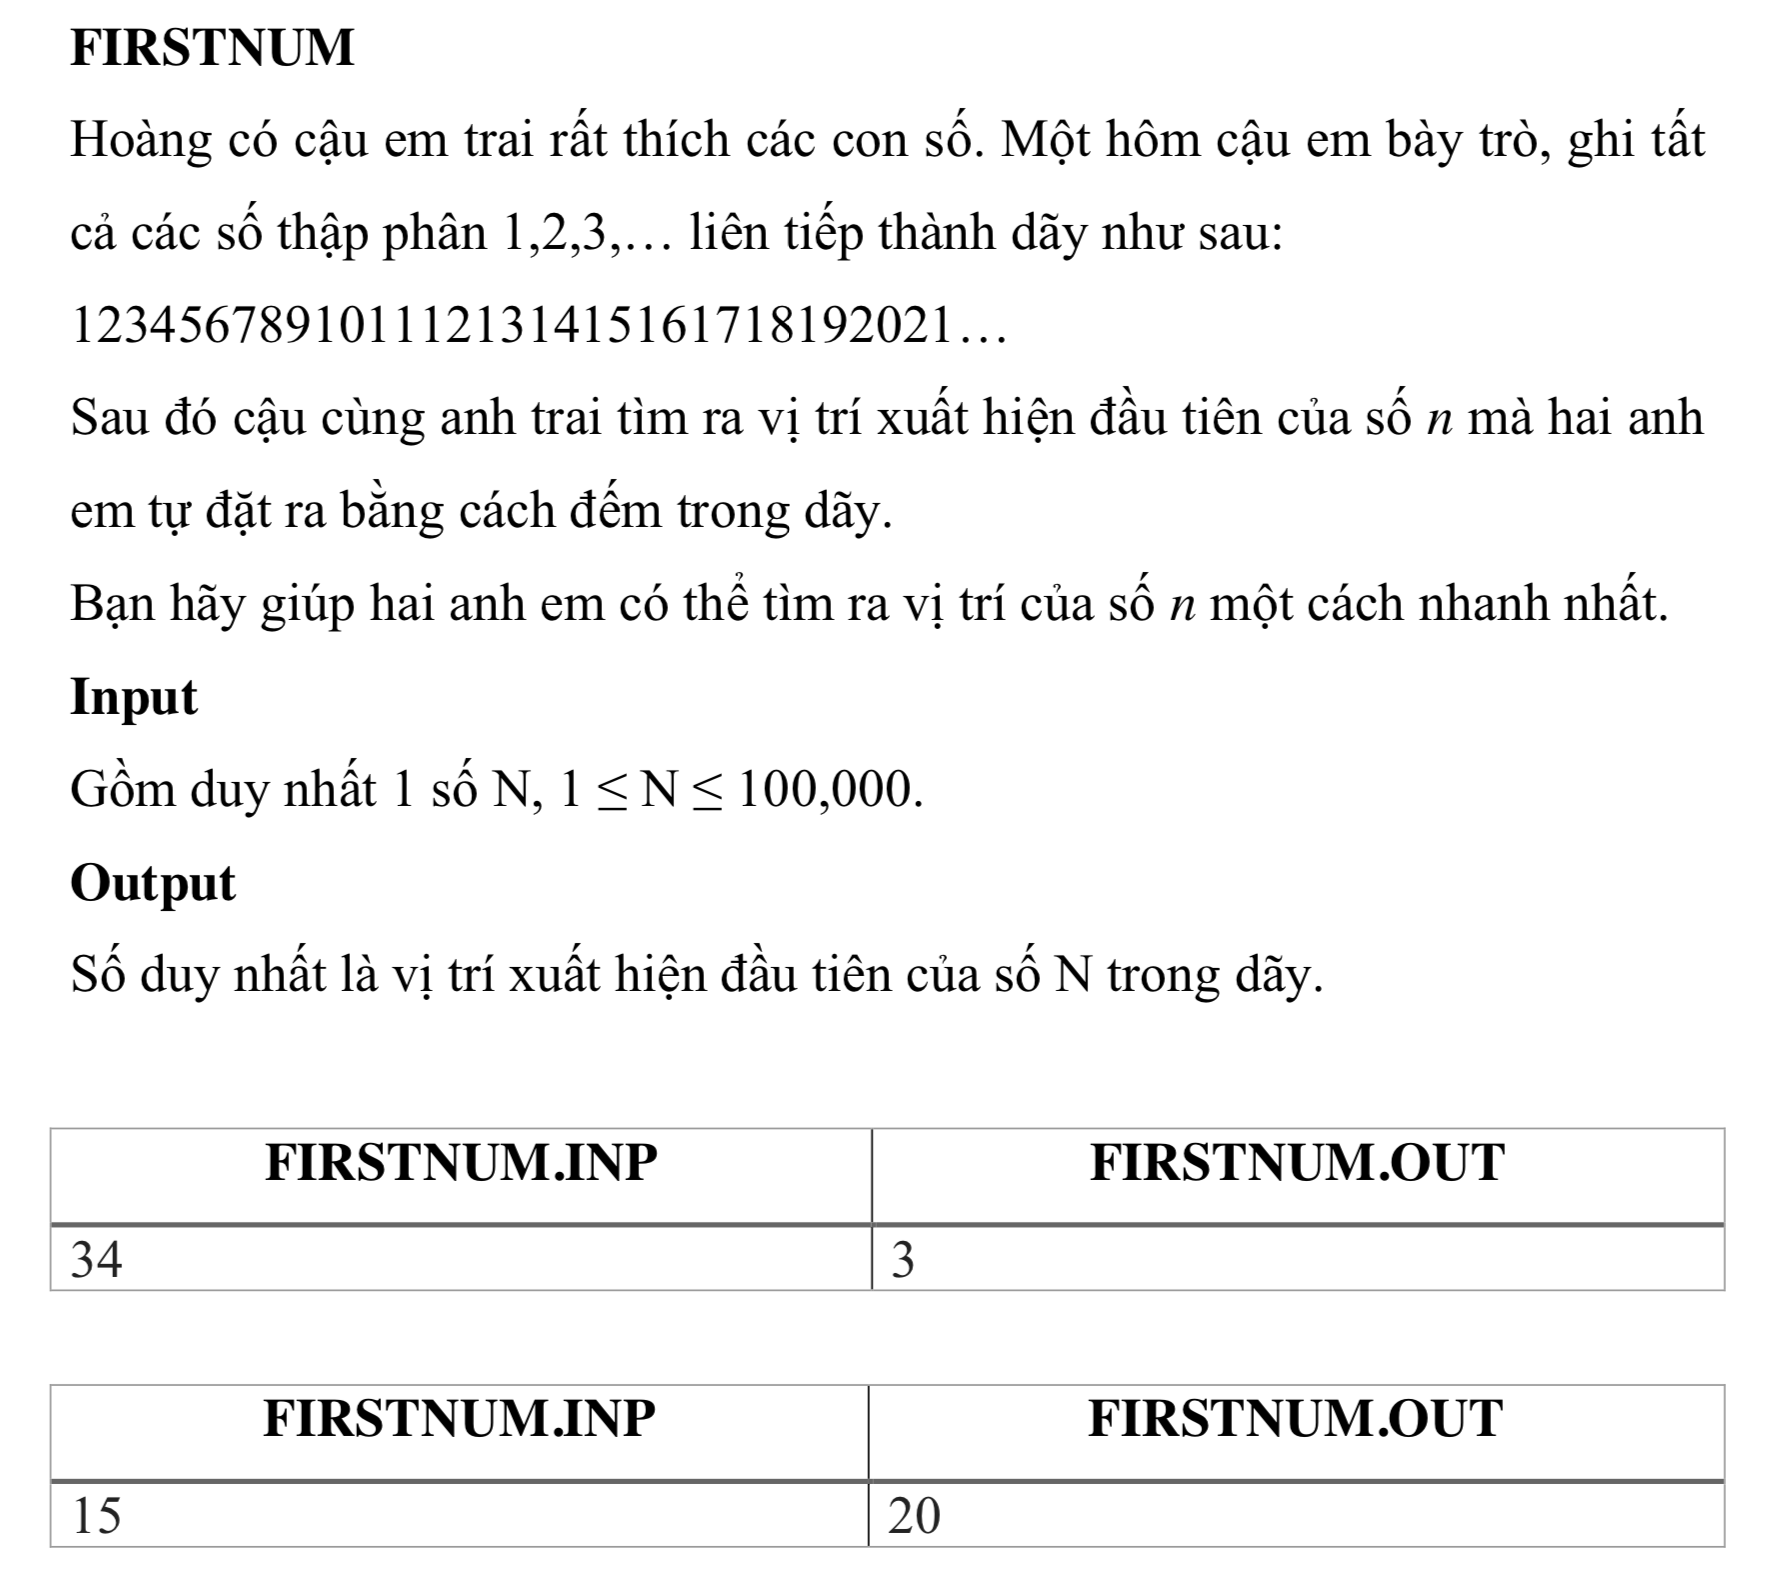 FIRSTNUM
Hoàng có cậu em trai rất thích các con số. Một hôm cậu em bày trò, ghi tất
cả các số thập phân 1,2,3,… liên tiếp thành dãy như sau:
123456789101112131415161718192021…
Sau đó cậu cùng anh trai tìm ra vị trí xuất hiện đầu tiên của số n mà hai anh
em tự đặt ra bằng cách đếm trong dãy.
Bạn hãy giúp hai anh em có thể tìm ra vị trí của số n một cách nhanh nhất.
Input
Gồm duy nhất 1 số N, 1 ≤ N ≤ 100,000.
Output
Số duy nhất là vị trí xuất hiện đầu tiên của số N trong dãy.
FIRSTNUM.INP FIRSTNUM.OUT
34 3
FIRSTNUM.INP FIRSTNUM.OUT
15 20